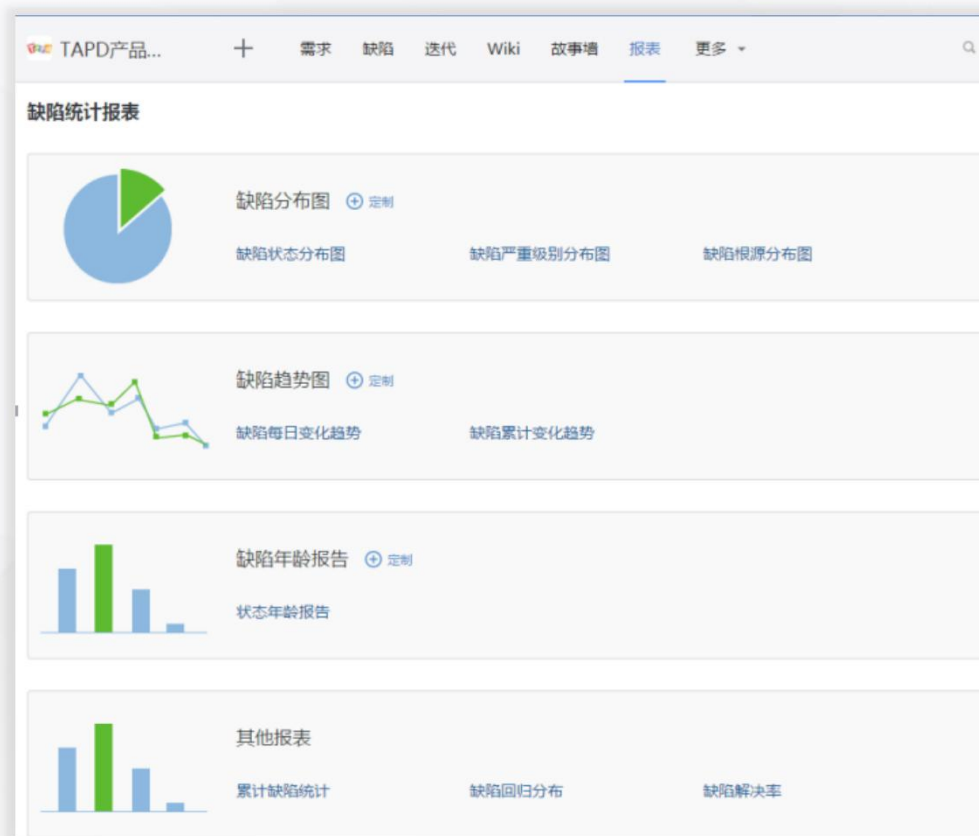 TAPD产品... 需求 缺陷 迭代 Wiki 故事墙 报表 更多
缺陷统计报表
缺陷分布图 定制
缺陷状态分布图 缺陷严重级别分布图 缺陷根源分布图
缺陷趋势图 定制
缺陷每日变化趋势 缺陷累计变化趋势
缺陷年龄报告 定制
状态年龄报告
其他报表
累计缺陷统计 缺陷回归分布 缺陷解决率